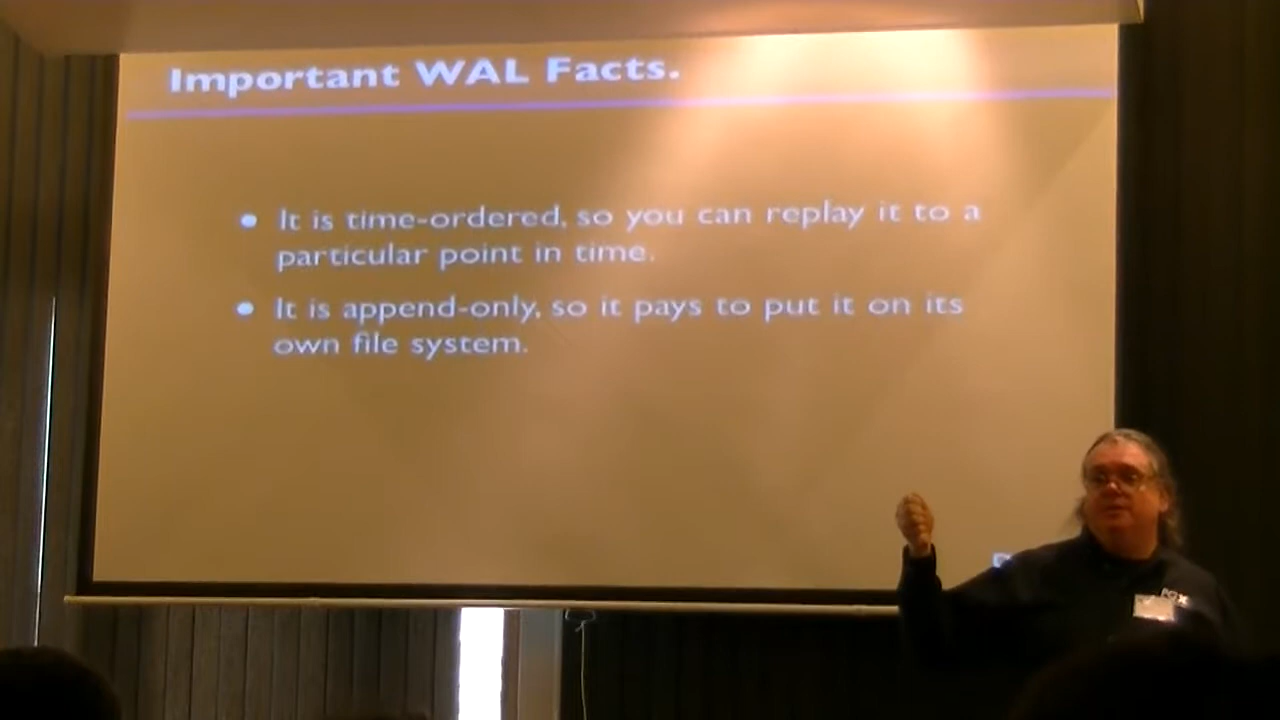 Important WAL Facts.
It is time-ordered, so you can replay it to a
particular point in time.
It is append-only, so it pays to put it on its
own file system.